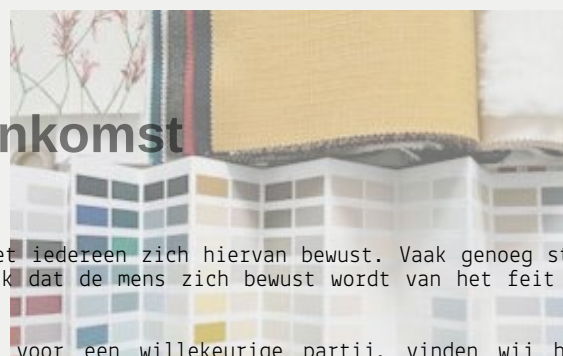 nkomst
et iedereen zich hiervan bewust. Vaak genoeg st
k dat de mens zich bewust wordt van het feit
voor een willekeurige partij, vinden wij h